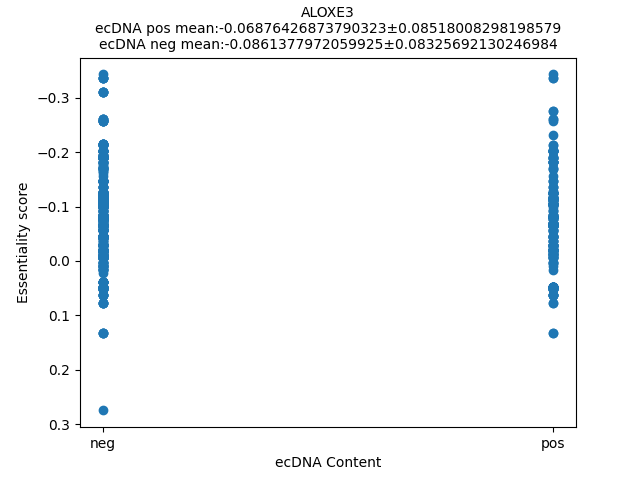 ALOXE3
ecDNA pos mean:-0.06876426873790323±0.08518008298198579
ecDNA neg mean:-0.0861377972059925±0.08325692130246984
−0.3
−0.2
−0.1
0.0
0.1
0.2
0.3
Essentiality score
neg
pos
ecDNA Content